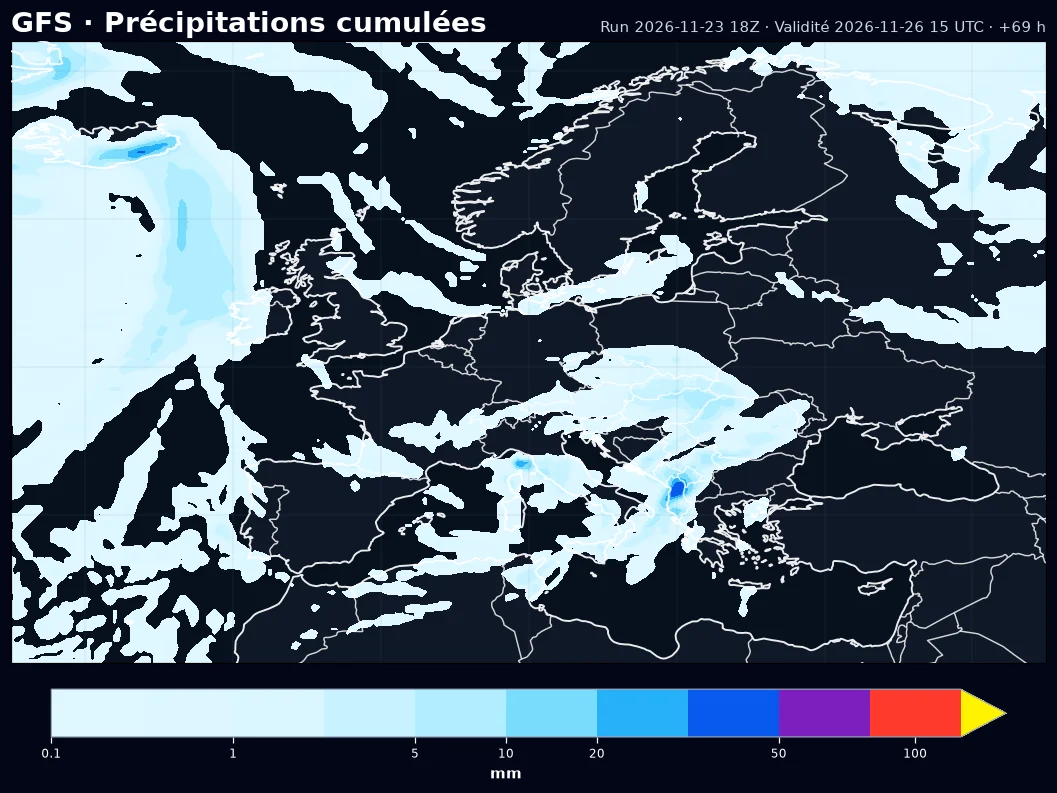 GFS · Précipitations cumulées
Run 2026-11-23 18Z · Validité 2026-11-26 15 UTC · +69 h
0.1 1 5 10 20 50 100
mm